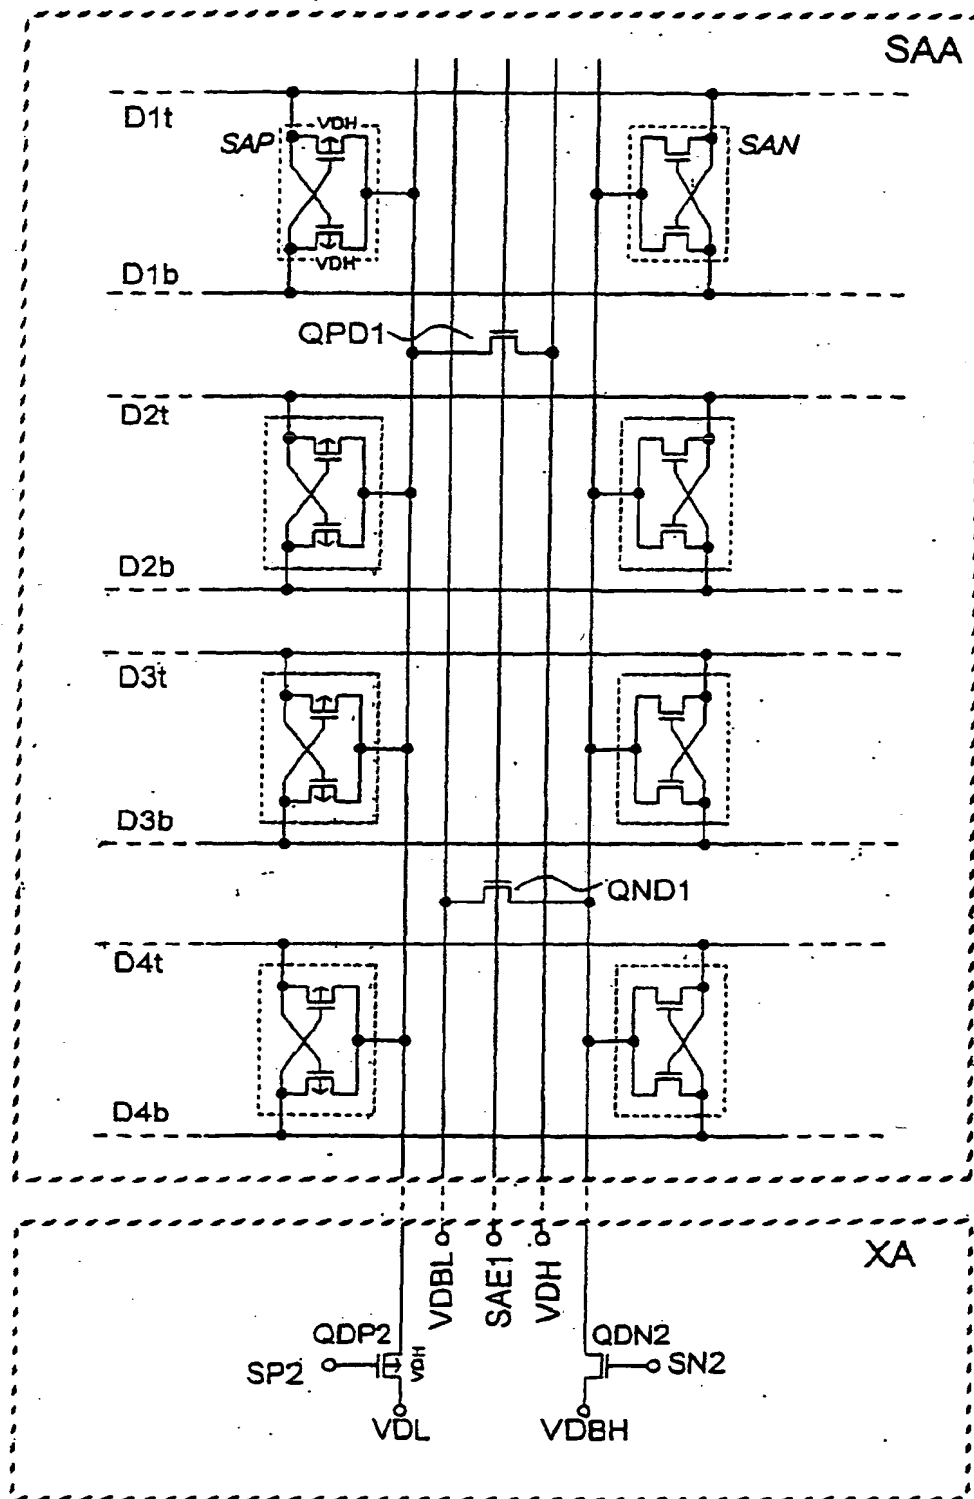 SAA
D1t
VDH
SAP
SAN
VDH
D1b
QPD1
D2t
D2b
D3t
D3b
QND1
D4t
D4b
XA
VDBL
SAE1
VDH
QDP2
QDN2
SP2
VDH
SN2
VDL
VDBH